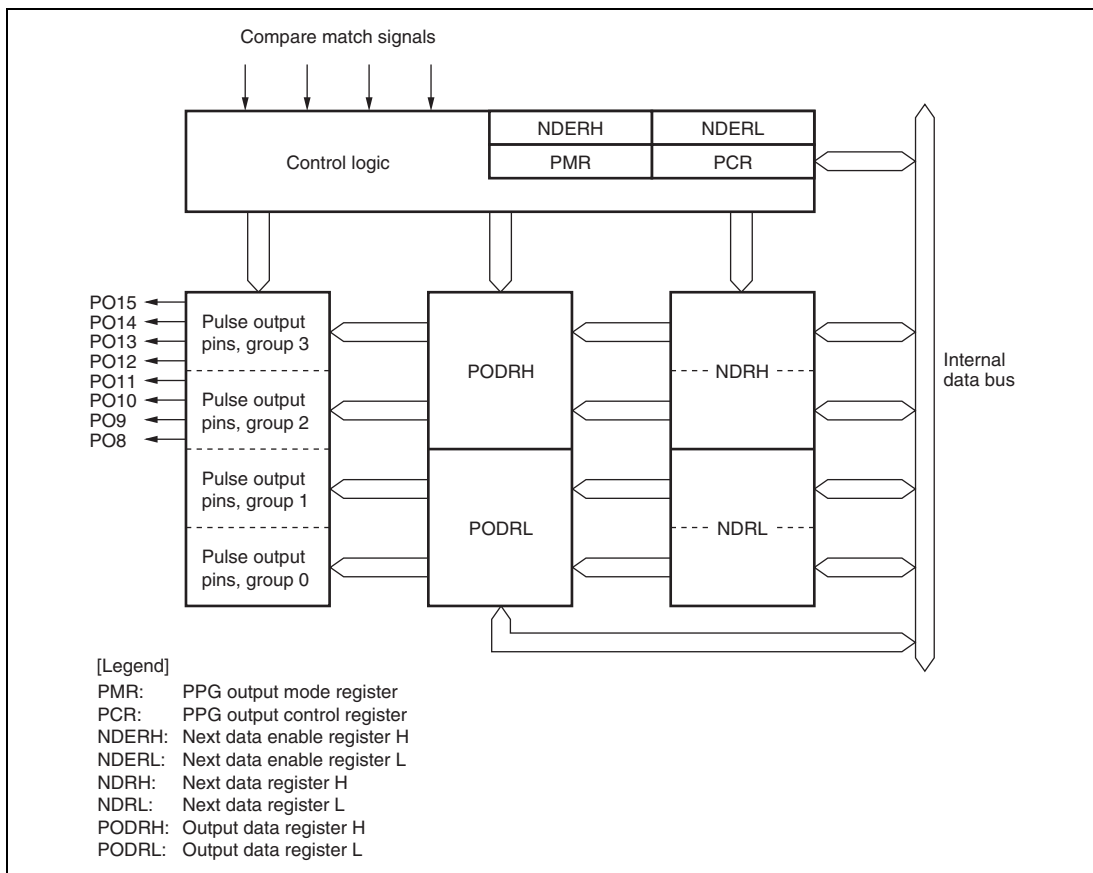 Compare match signals
NDERH NDERL
Control logic PMR PCR
PO15
PO14
PO13
PO12
PO11
PO10
PO9
PO8
Pulse output
pins, group 3
Pulse output
pins, group 2
Pulse output
pins, group 1
Pulse output
pins, group 0
PODRH
PODRL
NDRH
NDRL
Internal
data bus
[Legend]
PMR: PPG output mode register
PCR: PPG output control register
NDERH: Next data enable register H
NDERL: Next data enable register L
NDRH: Next data register H
NDRL: Next data register L
PODRH: Output data register H
PODRL: Output data register L